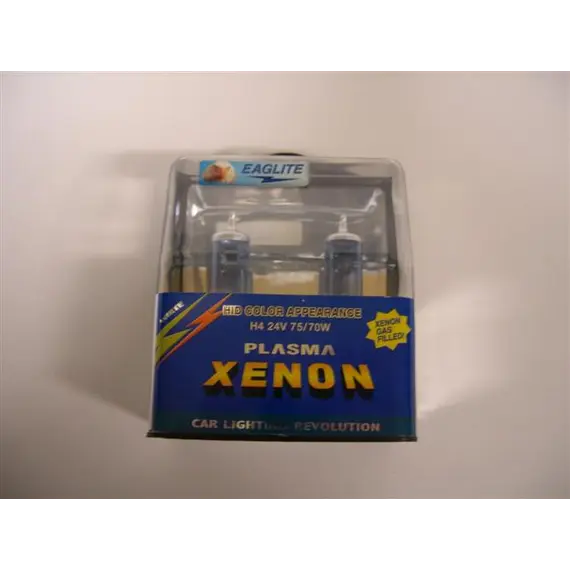 EAGLITE
HID COLOR APPEARANCE
H4 24V 75/70W
XENON
GAS
FILLED!
PLASMA
XENON
CAR LIGHTING REVOLUTION